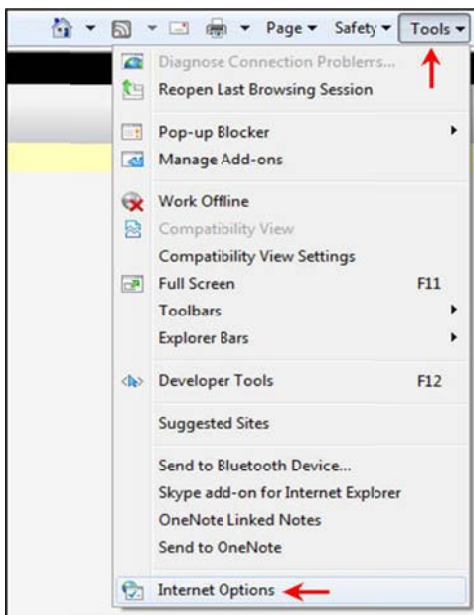 Page Safety Tools
Diagnose Connection Problems...
Reopen Last Browsing Session
Pop-up Blocker
Manage Add-ons
Work Offline
Compatibility View
Compatibility View Settings
Full Screen F11
Toolbars
Explorer Bars
Developer Tools F12
Suggested Sites
Send to Bluetooth Device...
Skype add-on for Internet Explorer
OneNote Linked Notes
Send to OneNote
Internet Options